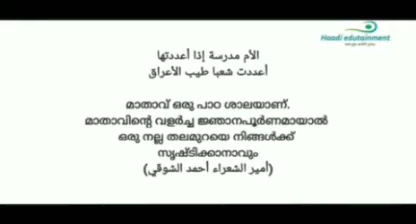 Haadi edutainment
الأم مدرسة إذا أعددتها
أعددت شعبا طيب الأعراق
മാതാവ് ഒരു പാഠ ശാലയാണ്.
മാതാവിന്റെ വളർച്ച ജ്ഞാനപൂർണമായാൽ
ഒരു നല്ല തലമുറയെ നിങ്ങൾക്ക്
സൃഷ്ടിക്കാനാവും
(أمير الشعراء أحمد الشوقي)